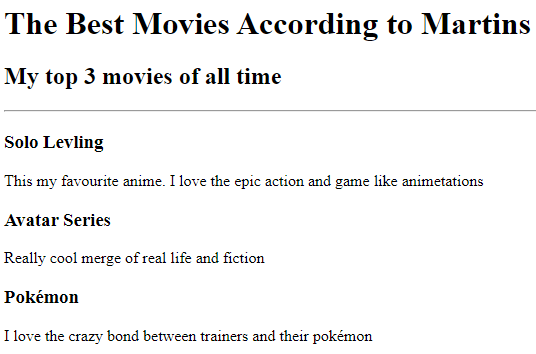 The Best Movies According to Martins
My top 3 movies of all time
Solo Levling
This my favourite anime. I love the epic action and game like animetations
Avatar Series
Really cool merge of real life and fiction
Pokémon
I love the crazy bond between trainers and their pokémon